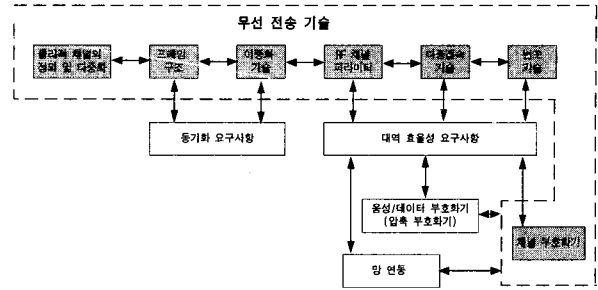 무선 전송 기술
물리적 채널의
정의 및 다중화
프레임
구조
이중화
기술
RF 채널
파라미터
다중접속
기술
변조
기술
동기화 요구사항
대역 효율성 요구사항
음성/데이터 부호화기
(압축 부호화기)
채널 부호화기
망 연동